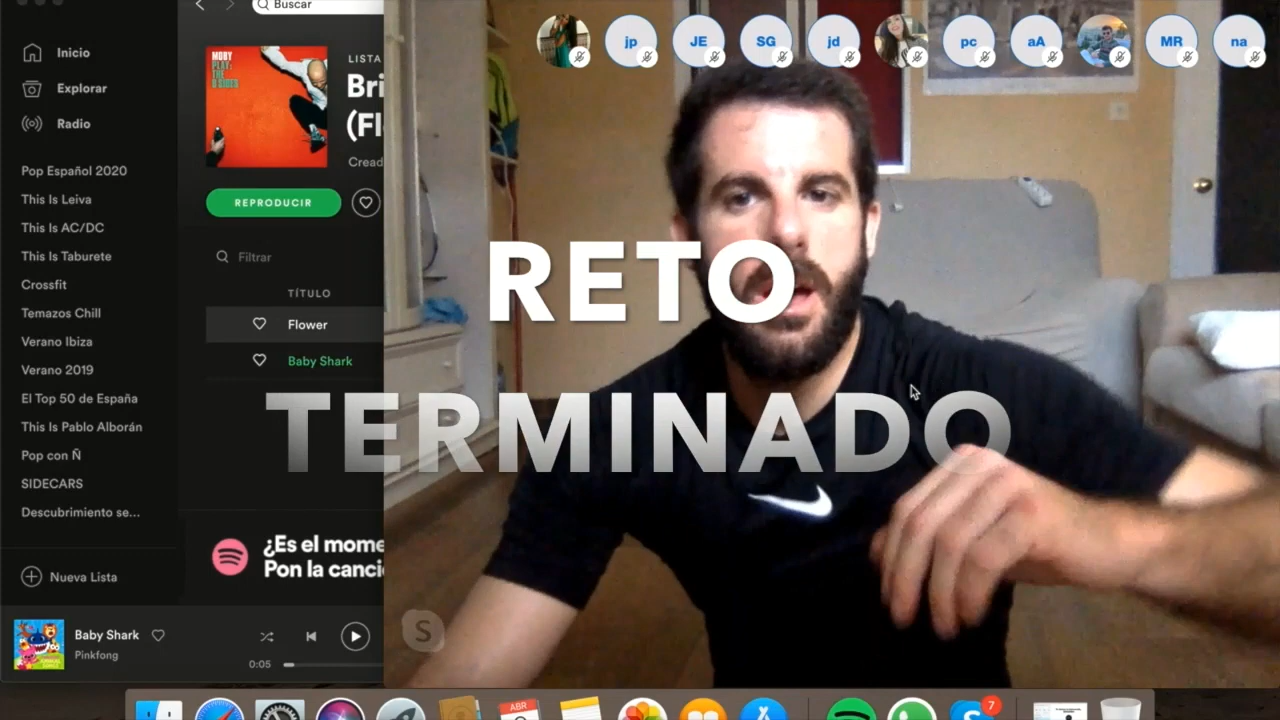 Buscar
Inicio
Explorar
Radio
Pop Español 2020
This Is Leiva
This Is AC/DC
This Is Taburete
Crossfit
Temazos Chill
Verano Ibiza
Verano 2019
El Top 50 de España
This Is Pablo Alborán
Pop con Ñ
SIDECARS
Descubrimiento se...
Nueva Lista
MOBY
PLAY:
THE
B SIDES
LISTA
Bri
(Fl
Cread
REPRODUCIR
Filtrar
TÍTULO
Flower
Baby Shark
¿Es el mome
Pon la canci
Baby Shark
Pinkfong
0:05
jp
JE
SG
jd
pc
aA
MR
na
RETO
TERMINADO
S
ABR
7